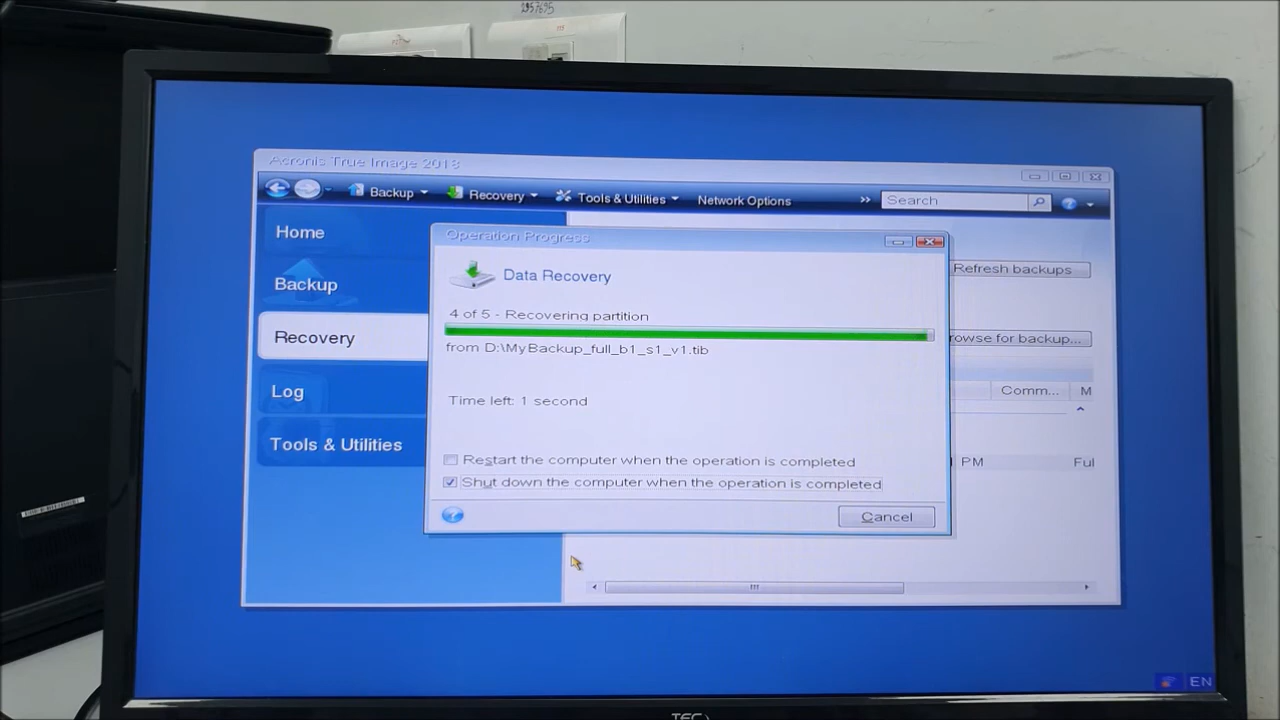 2957695
Acronis True Image 2018
Backup
Recovery
Tools & Utilities
Network Options
»
Search
Home
Backup
Recovery
Log
Tools & Utilities
Operation Progress
Data Recovery
4 of 5 - Recovering partition
from D:\MyBackup_full_b1_s1_v1.tib
Time left: 1 second
Restart the computer when the operation is completed
Shut down the computer when the operation is completed
Cancel
Refresh backups
rowse for backup...
Comm... M
PM Ful
EN